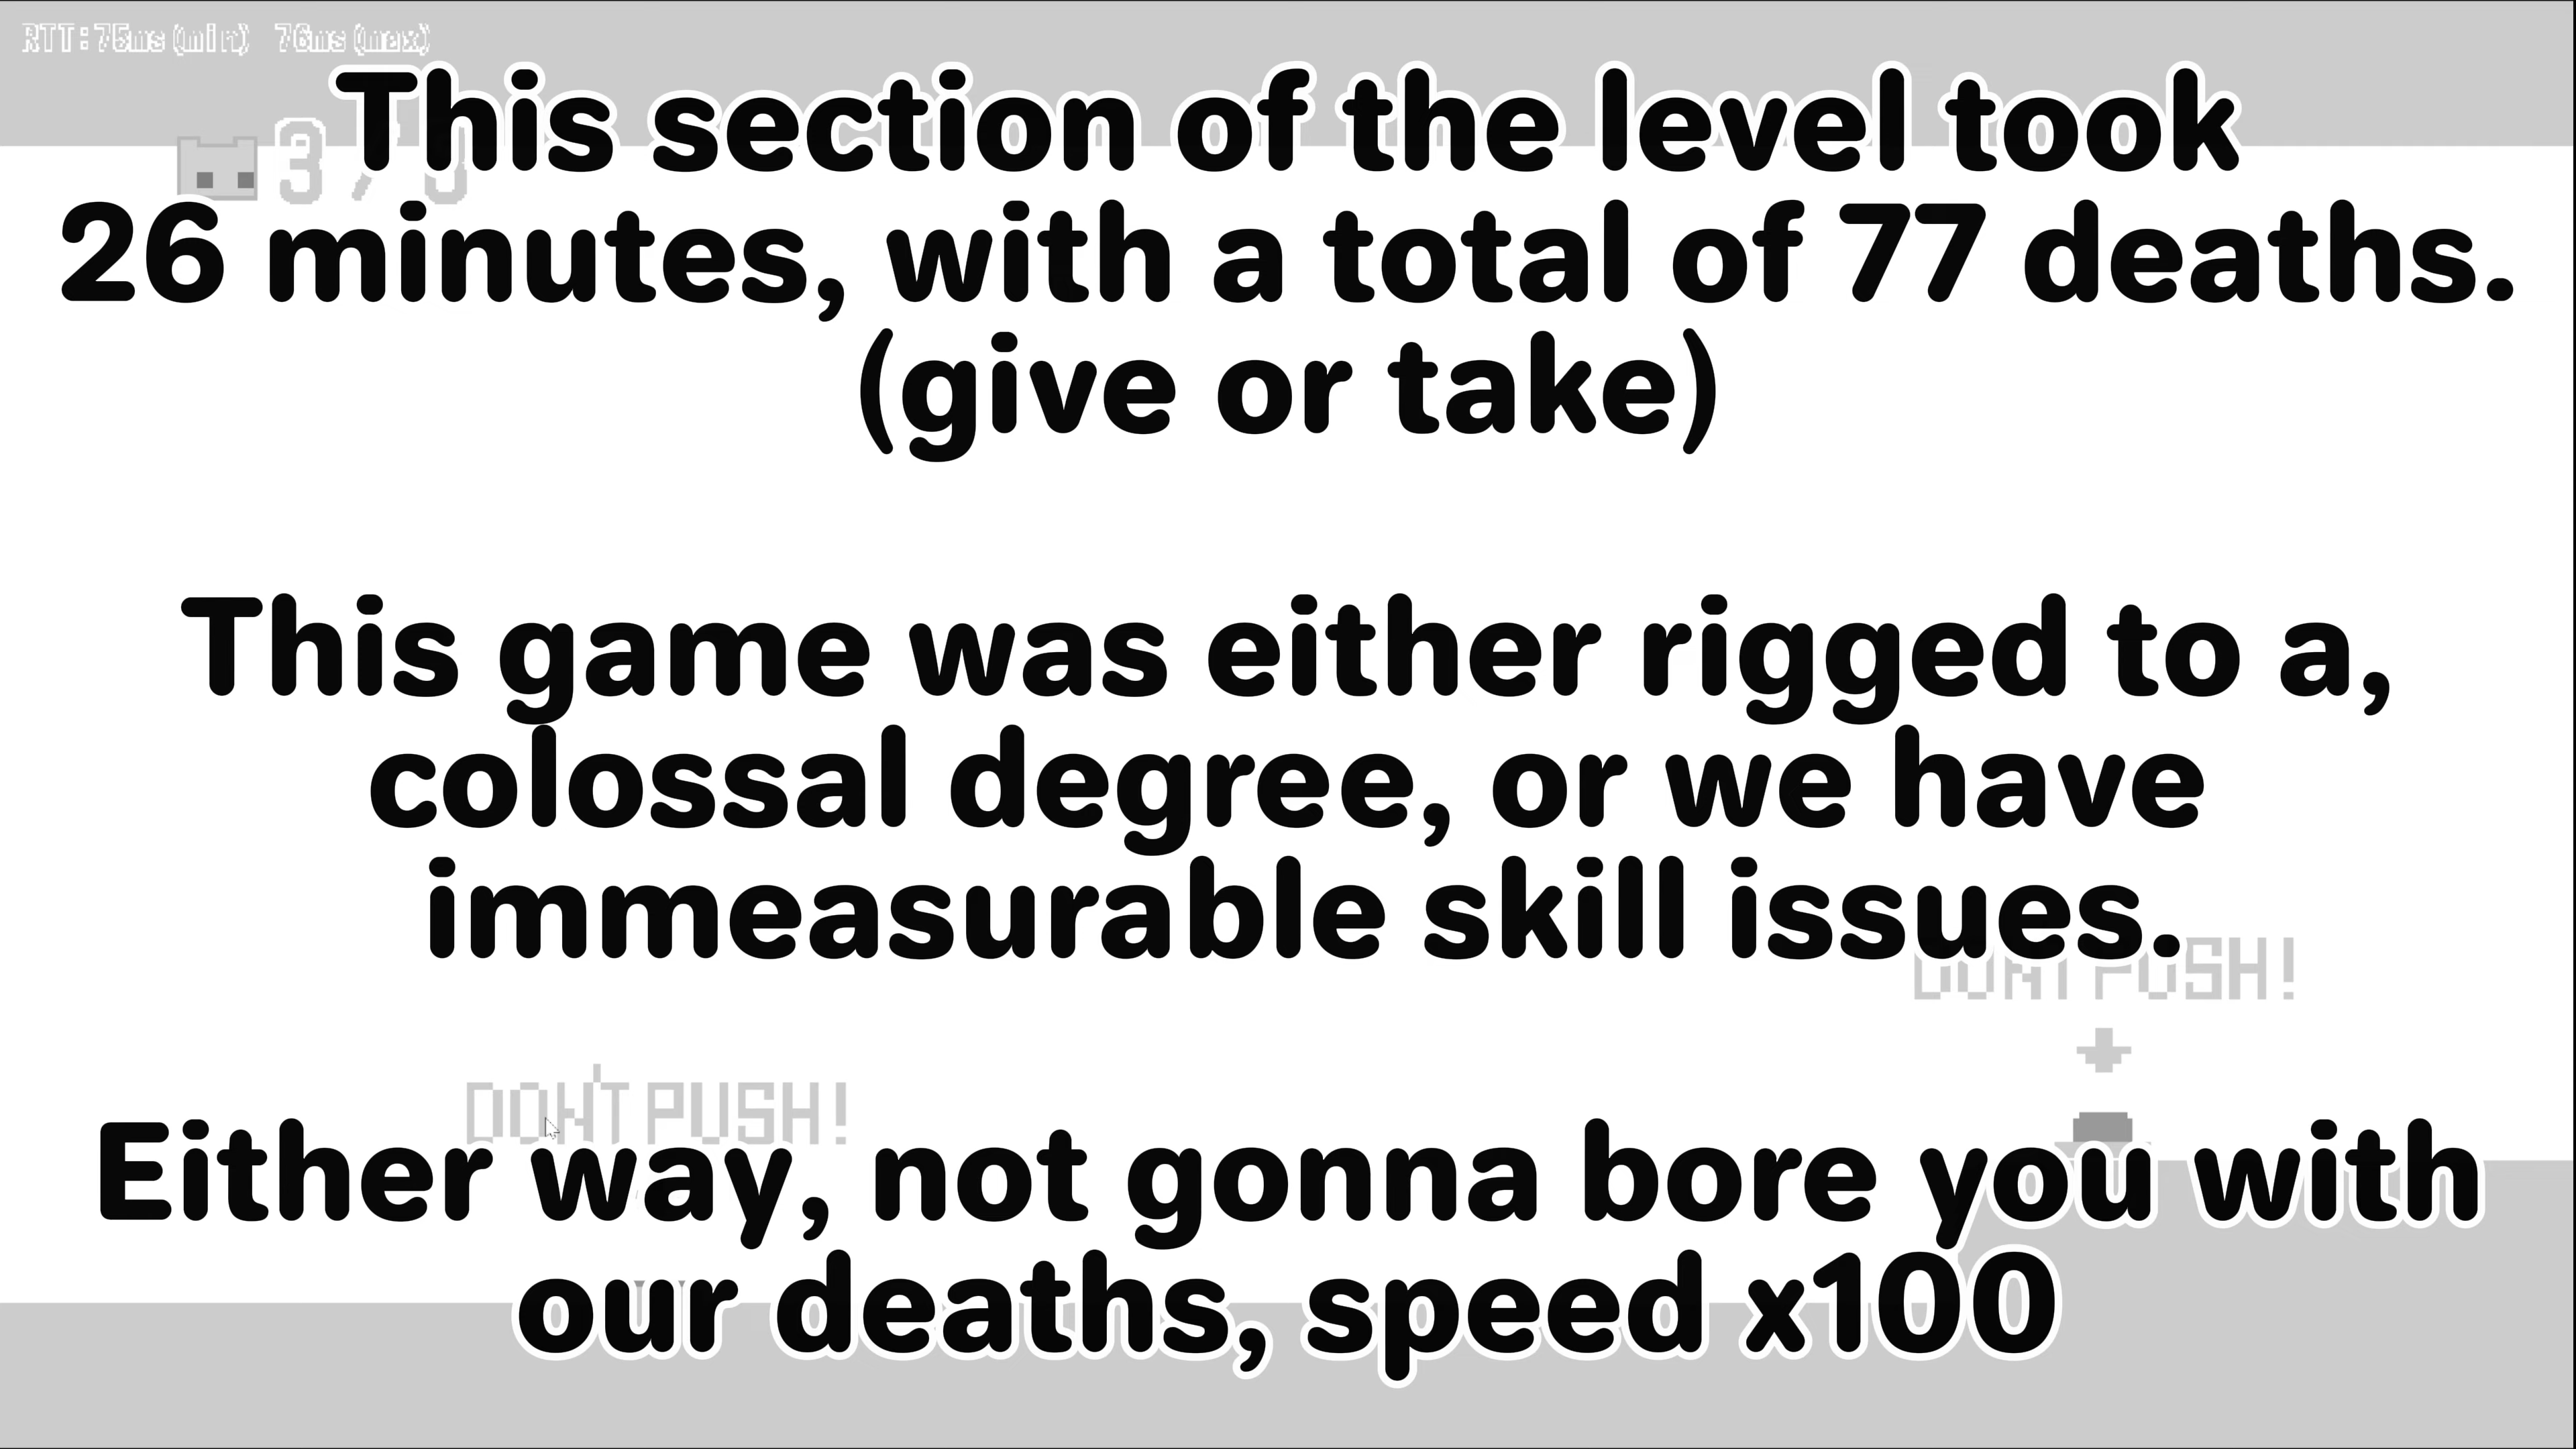 RTT:75ms (min) 76ms (max)
This section of the level took
26 minutes, with a total of 77 deaths.
(give or take)
This game was either rigged to a,
colossal degree, or we have
immeasurable skill issues.
DON'T PUSH!
DON'T PUSH!
Either way, not gonna bore you with
our deaths, speed x100